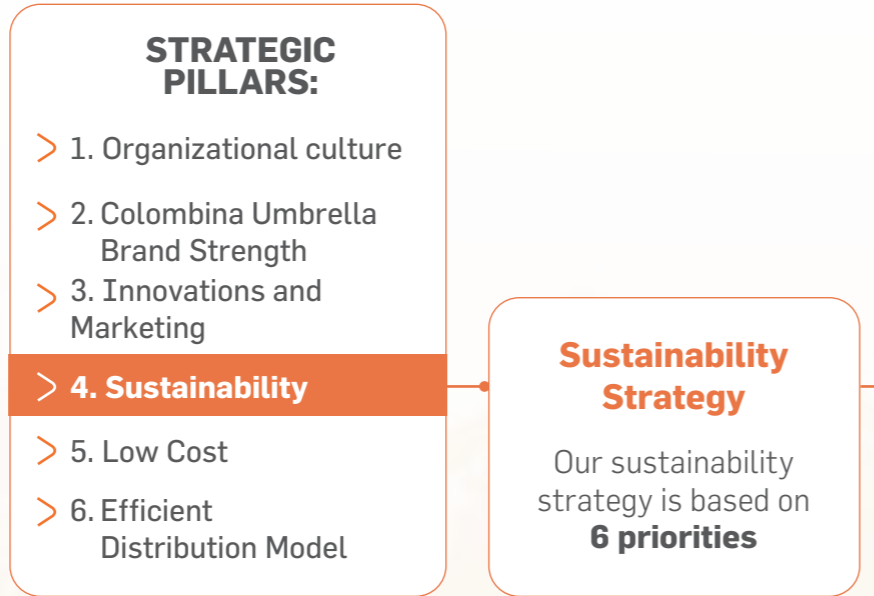 STRATEGIC
PILLARS:
1. Organizational culture
2. Colombina Umbrella
Brand Strength
3. Innovations and
Marketing
4. Sustainability
5. Low Cost
6. Efficient
Distribution Model
Sustainability
Strategy
Our sustainability
strategy is based on
6 priorities